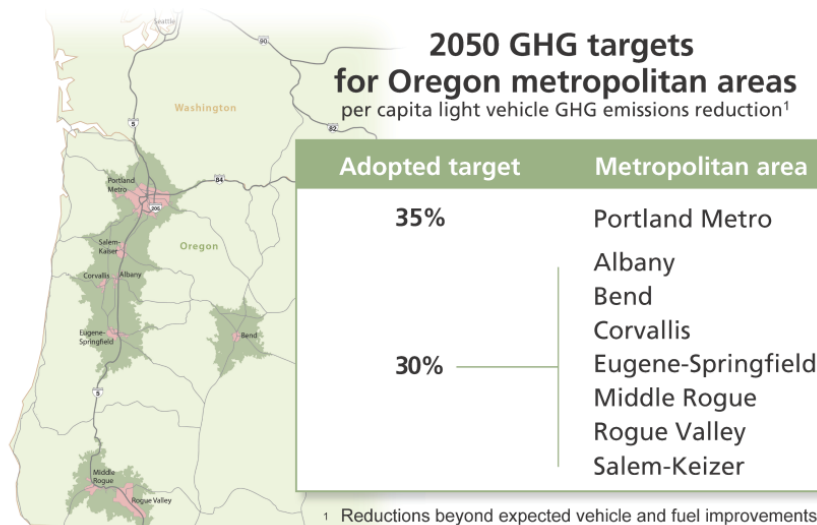 2050 GHG targets
for Oregon metropolitan areas
per capita light vehicle GHG emissions reduction¹
Adopted target Metropolitan area
35% Portland Metro
30%
Albany
Bend
Corvallis
Eugene-Springfield
Middle Rogue
Rogue Valley
Salem-Keizer
¹ Reductions beyond expected vehicle and fuel improvements
Seattle
90
Washington
82
5
84
Portland
Metro
205
Salem-
Keiser
Oregon
Corvallis
Albany
Eugene-
Springfield
Bend
5
Middle
Rogue
Rogue Valley